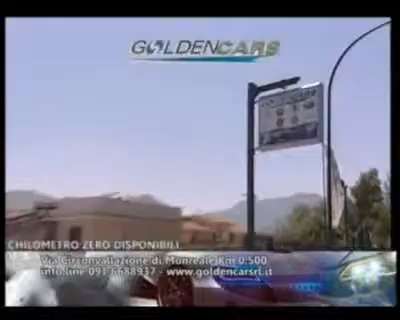 GOLDENCARS
CHILOMETRO ZERO DISPONIBILI
Via Circonvallazione di Monreale Km 0.500
info line 091 6688937 - www.goldencarsrl.it